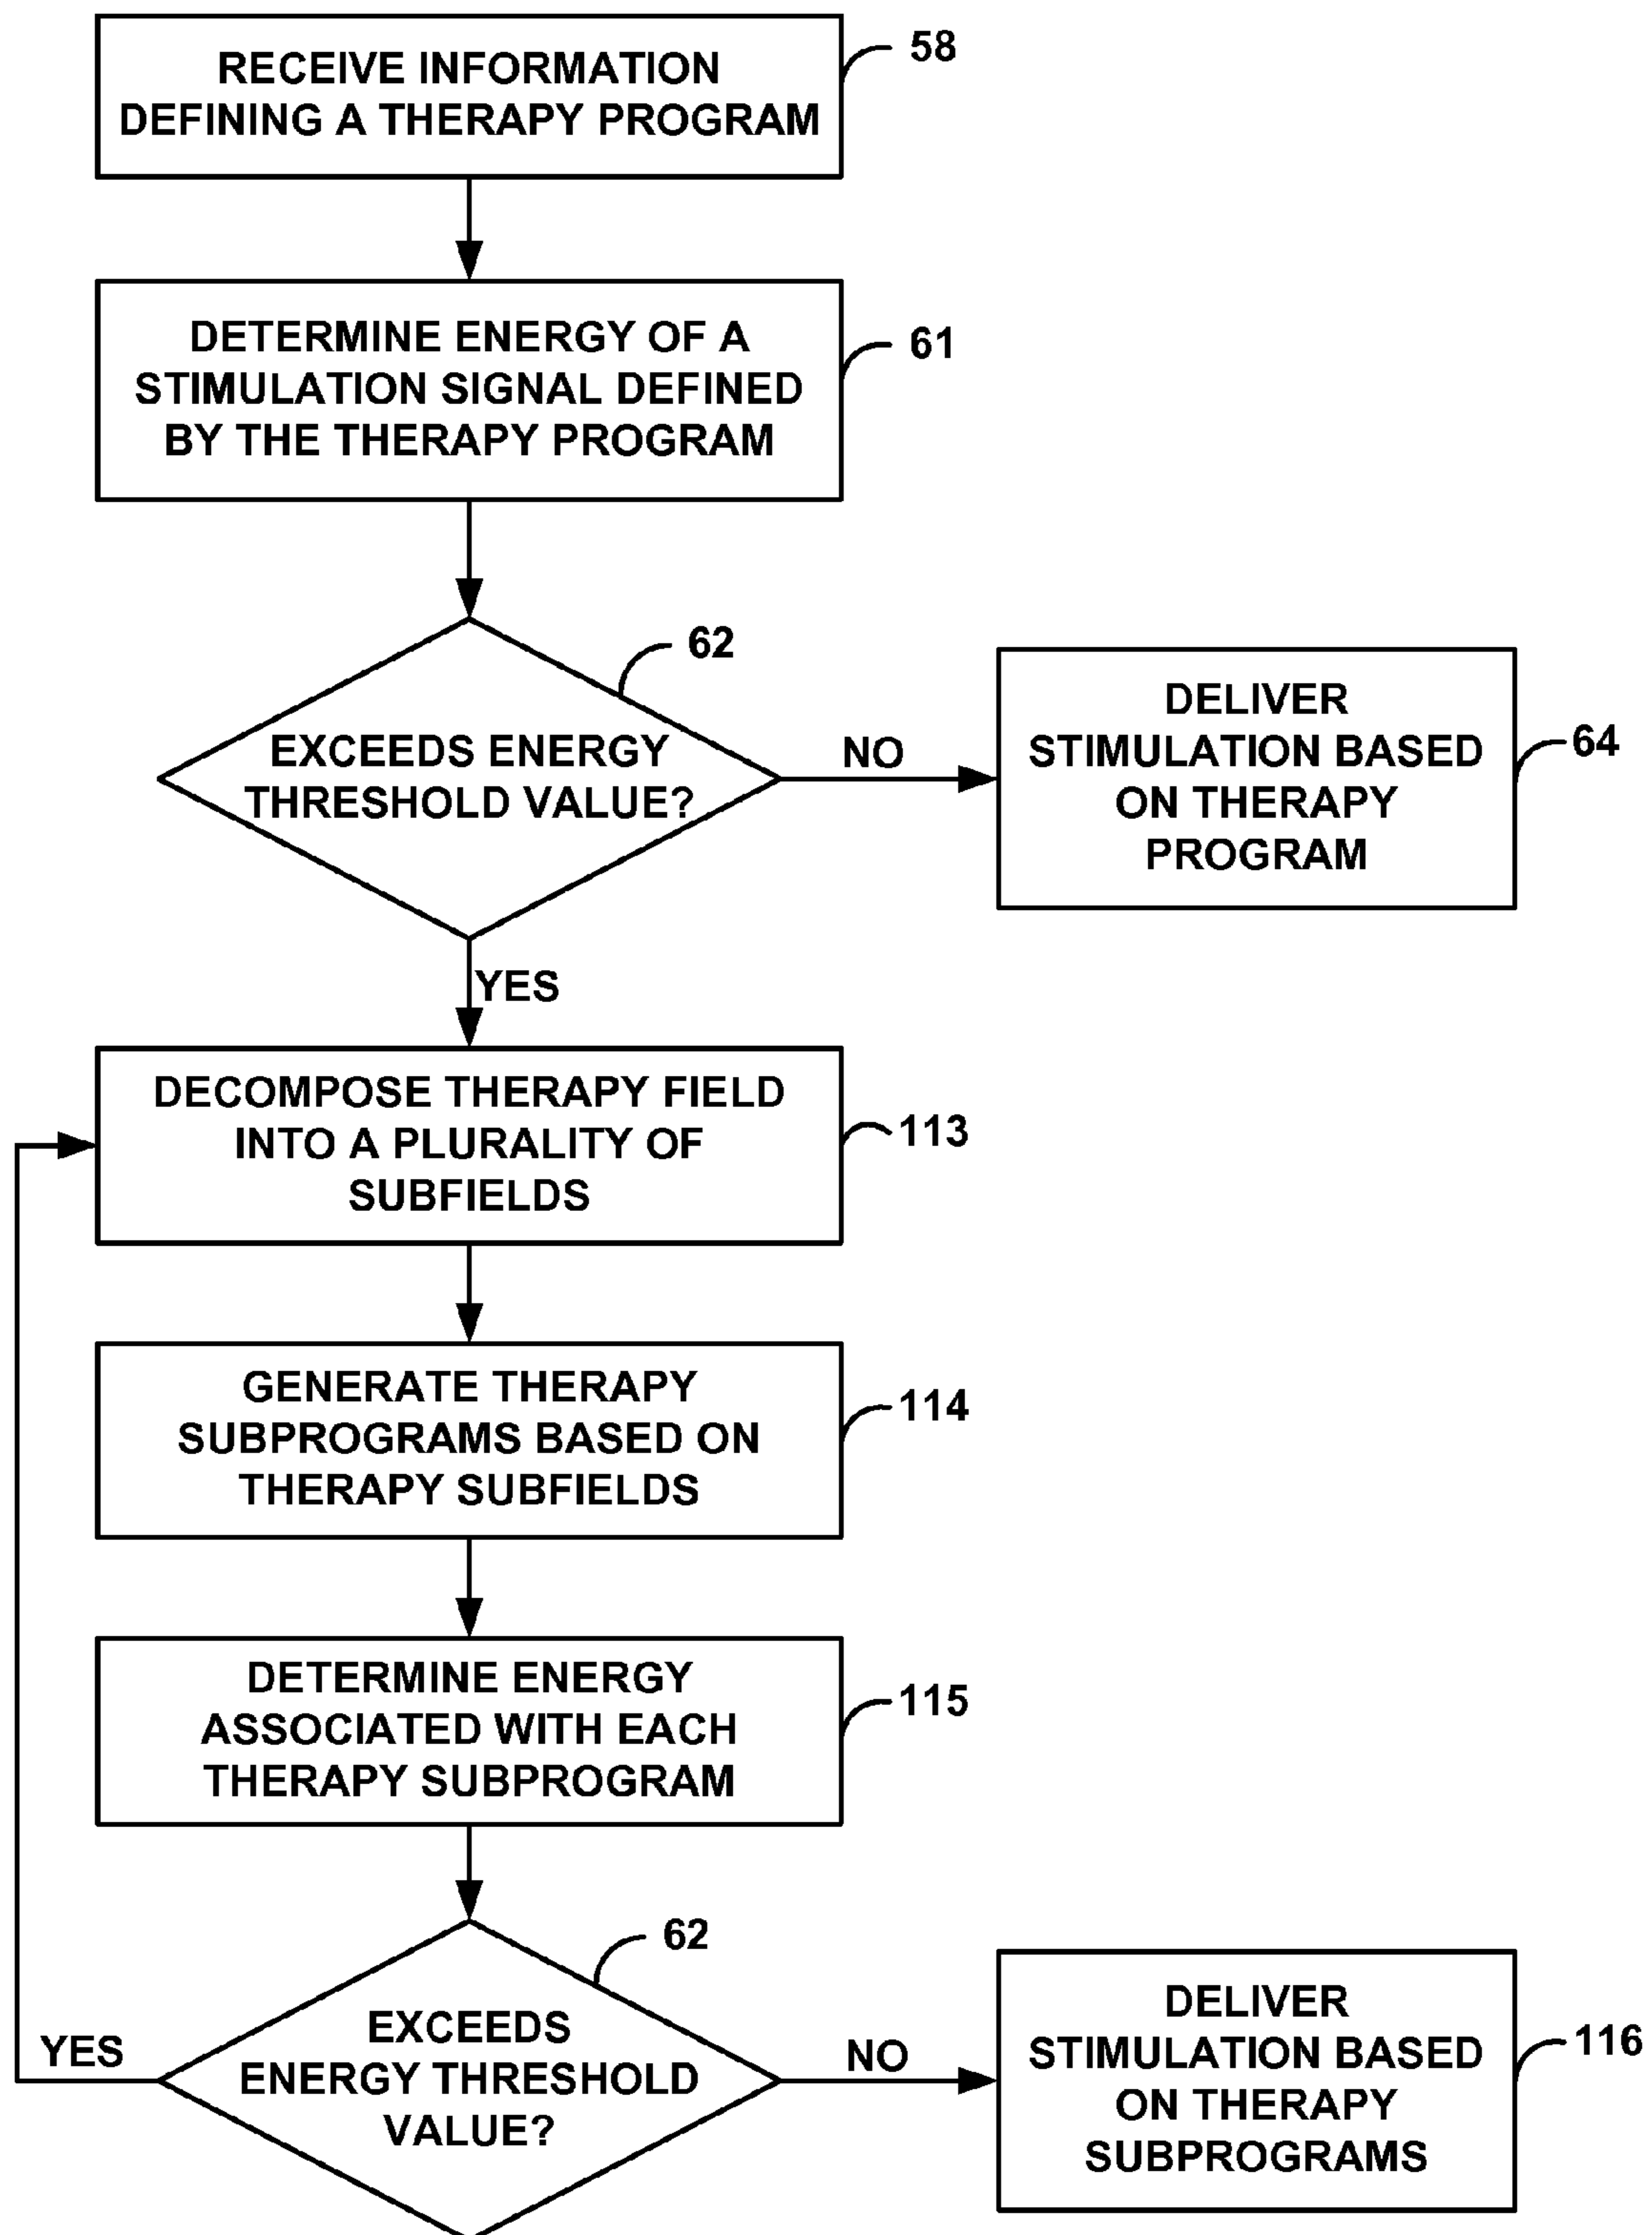 RECEIVE INFORMATION
DEFINING A THERAPY PROGRAM
58
DETERMINE ENERGY OF A
STIMULATION SIGNAL DEFINED
BY THE THERAPY PROGRAM
61
62
EXCEEDS ENERGY
THRESHOLD VALUE?
NO
DELIVER
STIMULATION BASED
ON THERAPY
PROGRAM
64
YES
DECOMPOSE THERAPY FIELD
INTO A PLURALITY OF
SUBFIELDS
113
GENERATE THERAPY
SUBPROGRAMS BASED ON
THERAPY SUBFIELDS
114
DETERMINE ENERGY
ASSOCIATED WITH EACH
THERAPY SUBPROGRAM
115
62
YES
EXCEEDS
ENERGY THRESHOLD
VALUE?
NO
DELIVER
STIMULATION BASED
ON THERAPY
SUBPROGRAMS
116